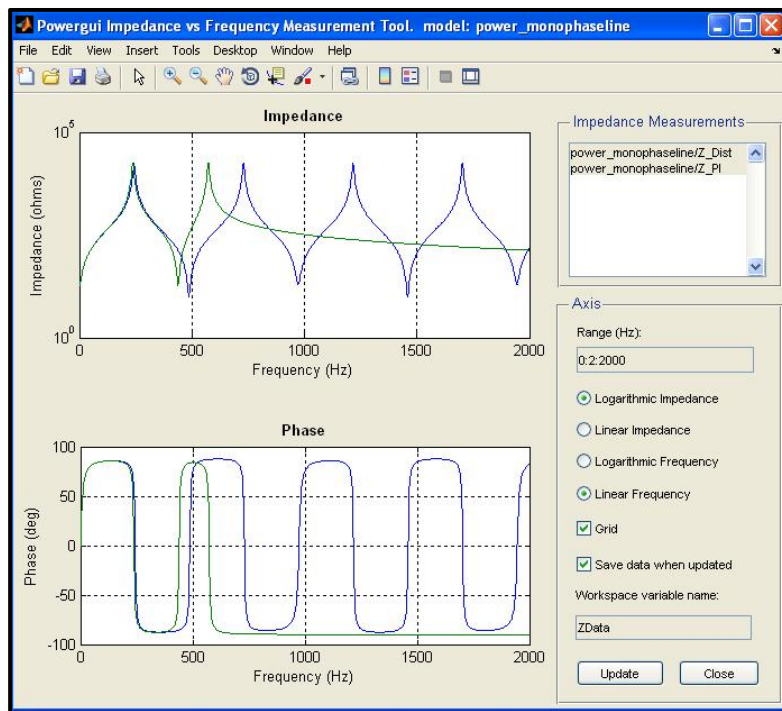 Powergui Impedance vs Frequency Measurement Tool. model: power_monophaseline
File Edit View Insert Tools Desktop Window Help
Impedance
10^5
10^0
Impedance (ohms)
0 500 1000 1500 2000
Frequency (Hz)
Phase
100
50
0
-50
-100
Phase (deg)
0 500 1000 1500 2000
Frequency (Hz)
Impedance Measurements
power_monophaseline/Z_Dist
power_monophaseline/Z_PI
Axis
Range (Hz):
0:2:2000
Logarithmic Impedance
Linear Impedance
Logarithmic Frequency
Linear Frequency
Grid
Save data when updated
Workspace variable name:
ZData
Update Close